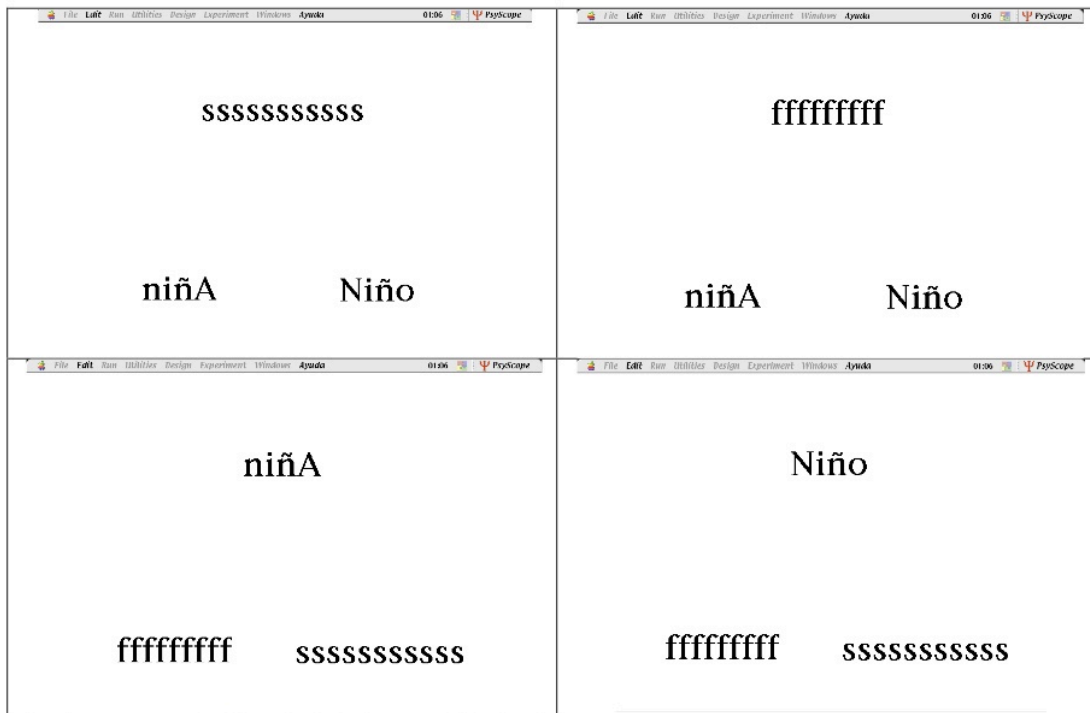 File Edit Run Utilities Design Experiment Windows Ayuda 01:06 PsyScope
sssssssssss
niñA Niño
File Edit Run Utilities Design Experiment Windows Ayuda 01:06 PsyScope
fffffffff
niñA Niño
File Edit Run Utilities Design Experiment Windows Ayuda 01:06 PsyScope
niñA
fffffffff sssssssssss
File Edit Run Utilities Design Experiment Windows Ayuda 01:06 PsyScope
Niño
fffffffff sssssssssss